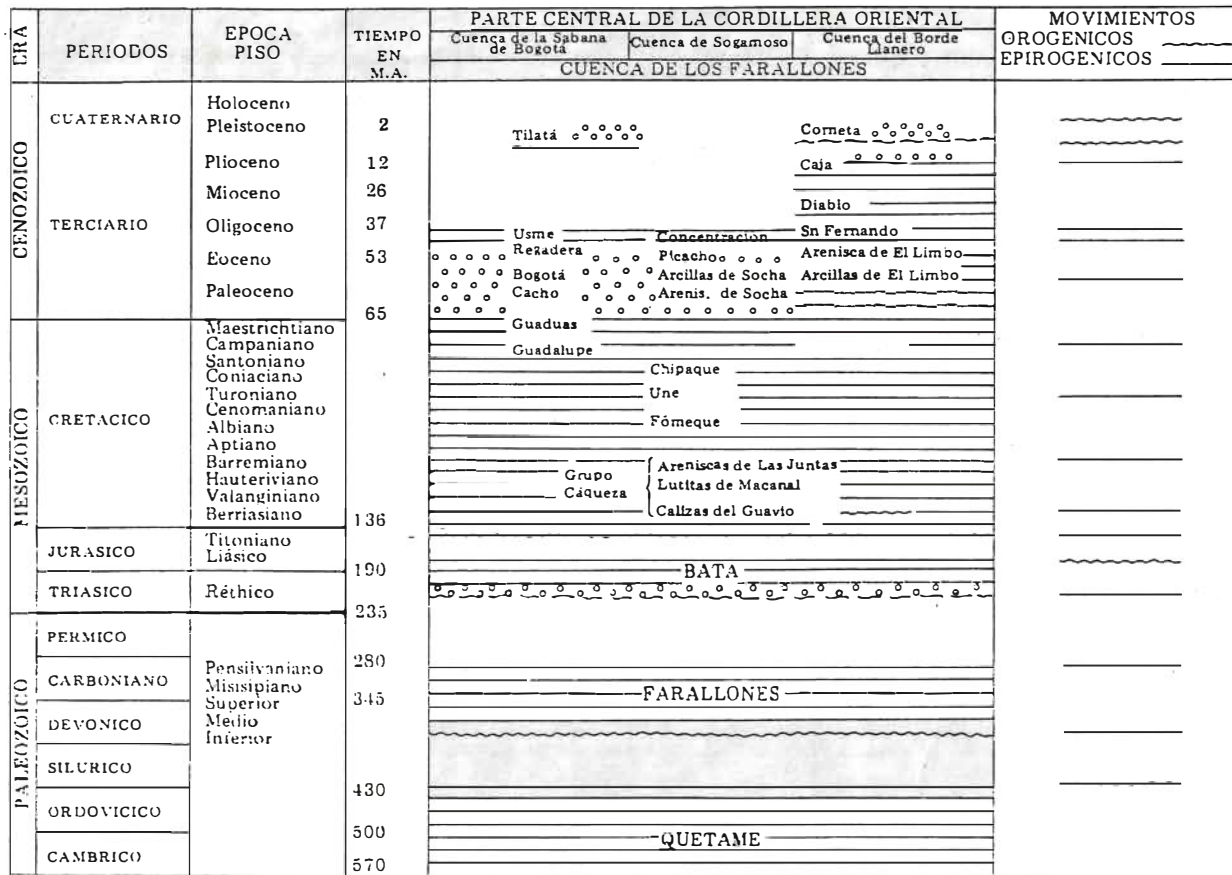 PARTE CENTRAL DE LA CORDILLERA ORIENTAL
MOVIMIENTOS
ERA
PERIODOS
EPOCA
PISO
TIEMPO
EN
M.A.
Cuenca de la Sabana
de Bogotá
Cuenca de Sogamoso
Cuenca del Borde
Llanero
OROGENICOS
EPIROGENICOS
CUENCA DE LOS FARALLONES
CENOZOICO
CUATERNARIO
Holoceno
Pleistoceno
2
Tilatá
Corneta
Plioceno
12
Caja
Mioceno
26
Diablo
TERCIARIO
Oligoceno
37
Usme
Concentración
Sn Fernando
Eoceno
53
Regadera
Picacho
Arenisca de El Limbo
Bogotá
Arcillas de Socha
Arcillas de El Limbo
Paleoceno
Cacho
Arenis. de Socha
65
MESOZOICO
CRETACICO
Maestrichtiano
Guaduas
Campaniano
Guadalupe
Santoniano
Coniaciano
Chipaque
Turoniano
Une
Cenomaniano
Albiano
Fómeque
Aptiano
Barremiano
Areniscas de Las Juntas
Hauteriviano
Grupo
Cáqueza
Lutitas de Macanal
Valanginiano
Berriasiano
Calizas del Guavio
136
JURASICO
Titoniano
Liásico
190
BATA
TRIASICO
Réthico
235
PALEOZOICO
PERMICO
280
CARBONIANO
Pensilvaniano
Misisipiano
345
FARALLONES
DEVONICO
Superior
Medio
Inferior
SILURICO
430
ORDOVICICO
500
QUETAME
CAMBRICO
570